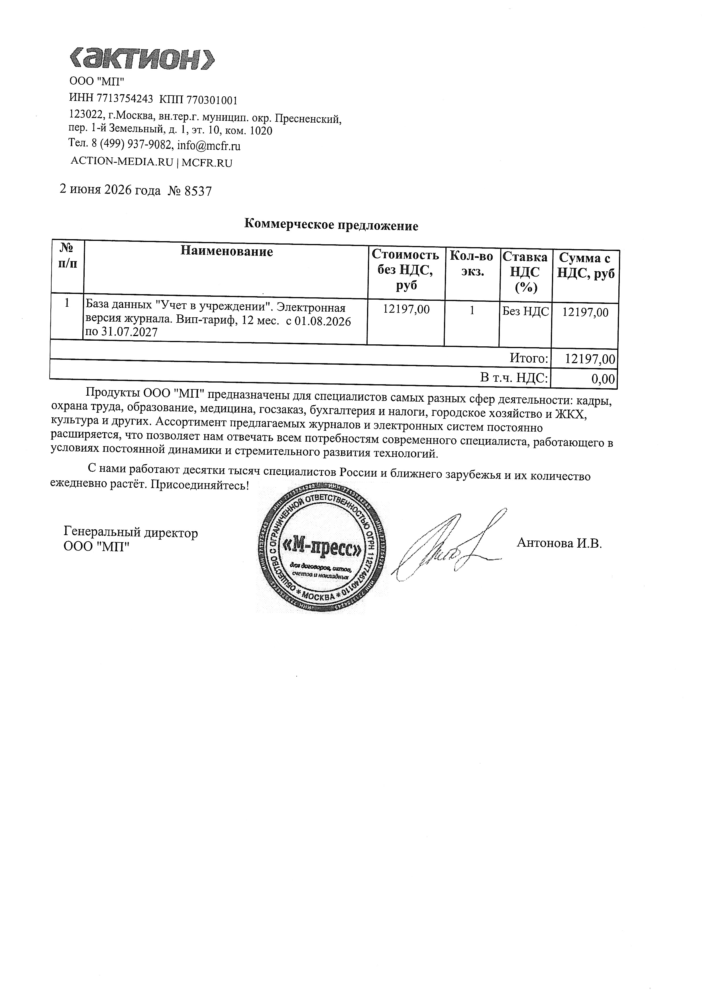 ‹актион›
ООО "МП"
ИНН 7713754243 КПП 770301001
123022, г.Москва, вн.тер.г. муницип. окр. Пресненский,
пер. 1-й Земельный, д. 1, эт. 10, ком. 1020
Тел. 8 (499) 937-9082, info@mcfr.ru
ACTION-MEDIA.RU | MCFR.RU
2 июня 2026 года № 8537
Коммерческое предложение
№ п/п Наименование Стоимость без НДС, руб Кол-во экз. Ставка НДС (%) Сумма с НДС, руб
1 База данных "Учет в учреждении". Электронная 12197,00 1 Без НДС 12197,00
версия журнала. Вип-тариф, 12 мес. с 01.08.2026
по 31.07.2027
Итого: 12197,00
В т.ч. НДС: 0,00
Продукты ООО "МП" предназначены для специалистов самых разных сфер деятельности: кадры,
охрана труда, образование, медицина, госзаказ, бухгалтерия и налоги, городское хозяйство и ЖКХ,
культура и других. Ассортимент предлагаемых журналов и электронных систем постоянно
расширяется, что позволяет нам отвечать всем потребностям современного специалиста, работающего в
условиях постоянной динамики и стремительного развития технологий.
С нами работают десятки тысяч специалистов России и ближнего зарубежья и их количество
ежедневно растёт. Присоединяйтесь!
Генеральный директор
ООО "МП"
ОБЩЕСТВО С ОГРАНИЧЕННОЙ ОТВЕТСТВЕННОСТЬЮ ОГРН 1127746740110
* МОСКВА *
«М-пресс»
для договоров, актов,
счетов и накладных
Антонова И.В.